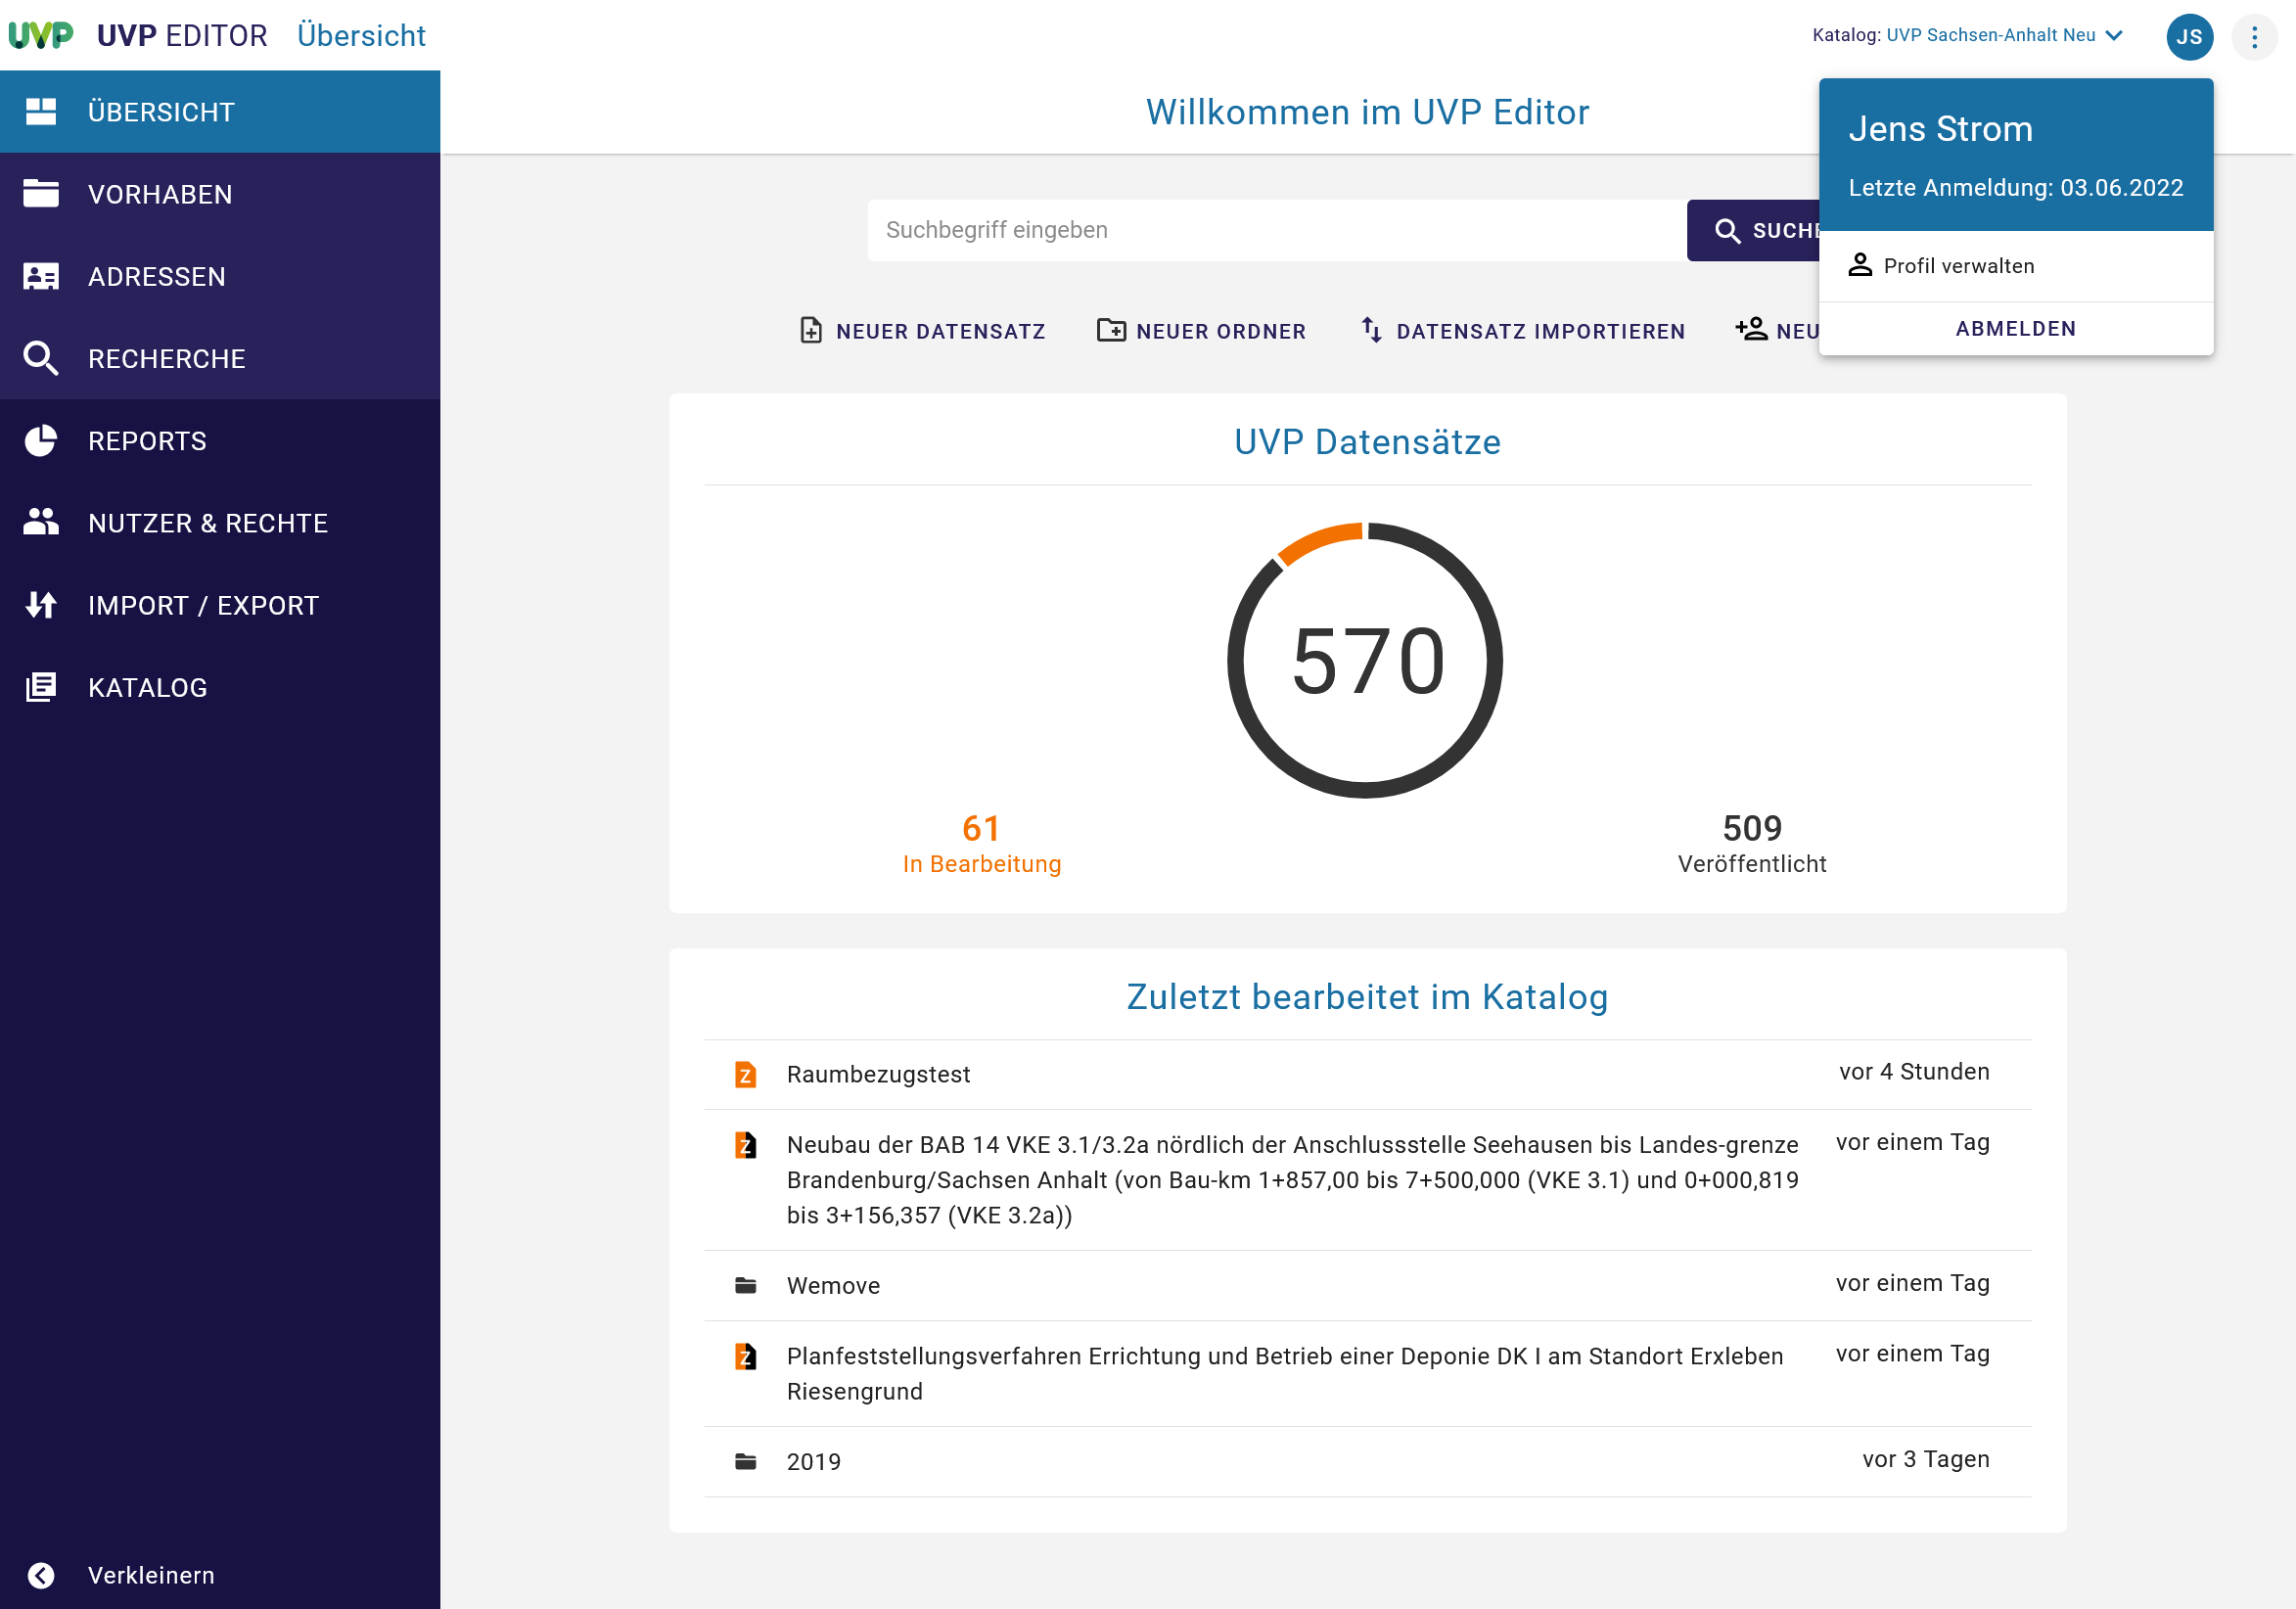 UVP UVP EDITOR Übersicht
Katalog: UVP Sachsen-Anhalt Neu
JS
ÜBERSICHT
VORHABEN
ADRESSEN
RECHERCHE
REPORTS
NUTZER & RECHTE
IMPORT / EXPORT
KATALOG
Verkleinern
Willkommen im UVP Editor
Jens Strom
Letzte Anmeldung: 03.06.2022
Profil verwalten
ABMELDEN
Suchbegriff eingeben
SUCHE
NEUER DATENSATZ NEUER ORDNER DATENSATZ IMPORTIEREN NEU
UVP Datensätze
570
61
In Bearbeitung
509
Veröffentlicht
Zuletzt bearbeitet im Katalog
Z Raumbezugstest vor 4 Stunden
Z Neubau der BAB 14 VKE 3.1/3.2a nördlich der Anschlussstelle Seehausen bis Landes-grenze vor einem Tag
Brandenburg/Sachsen Anhalt (von Bau-km 1+857,00 bis 7+500,000 (VKE 3.1) und 0+000,819
bis 3+156,357 (VKE 3.2a))
Wemove vor einem Tag
Z Planfeststellungsverfahren Errichtung und Betrieb einer Deponie DK I am Standort Erxleben vor einem Tag
Riesengrund
2019 vor 3 Tagen